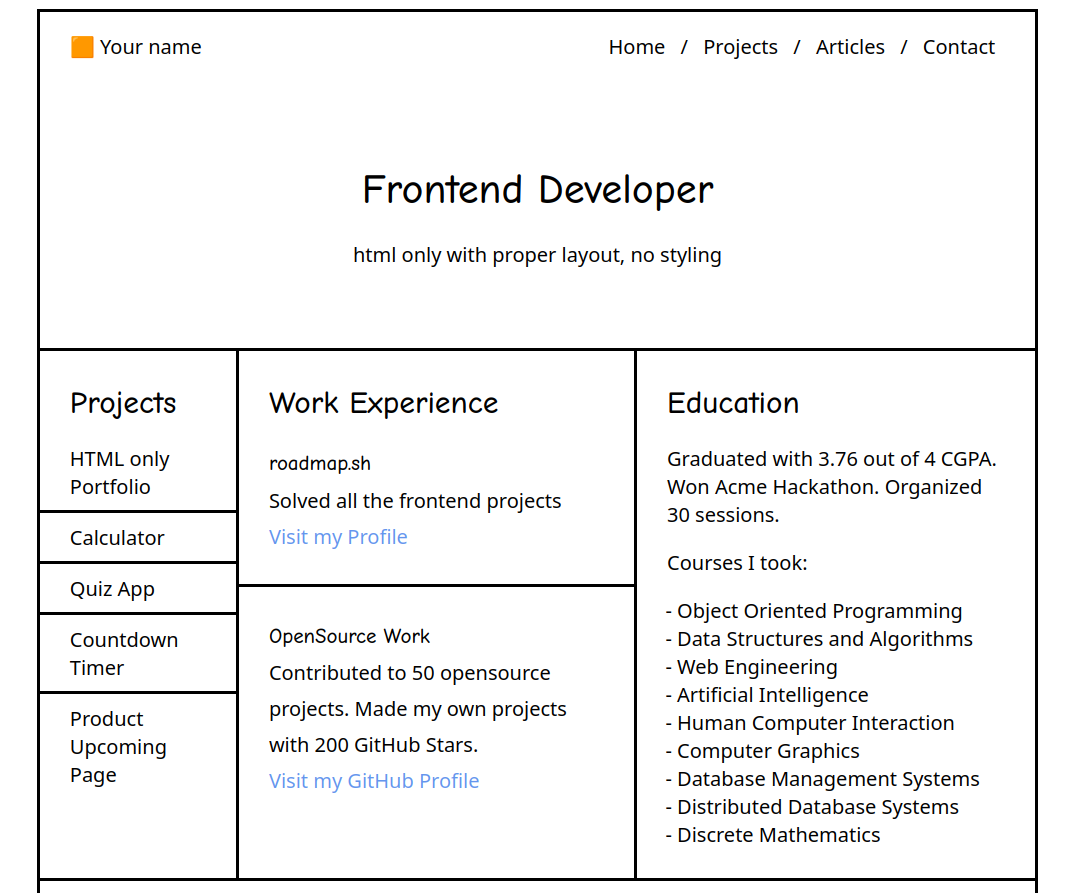 Your name
Home / Projects / Articles / Contact
Frontend Developer
html only with proper layout, no styling
Projects
HTML only
Portfolio
Calculator
Quiz App
Countdown
Timer
Product
Upcoming
Page
Work Experience
roadmap.sh
Solved all the frontend projects
Visit my Profile
OpenSource Work
Contributed to 50 opensource
projects. Made my own projects
with 200 GitHub Stars.
Visit my GitHub Profile
Education
Graduated with 3.76 out of 4 CGPA.
Won Acme Hackathon. Organized
30 sessions.
Courses I took:
- Object Oriented Programming
- Data Structures and Algorithms
- Web Engineering
- Artificial Intelligence
- Human Computer Interaction
- Computer Graphics
- Database Management Systems
- Distributed Database Systems
- Discrete Mathematics